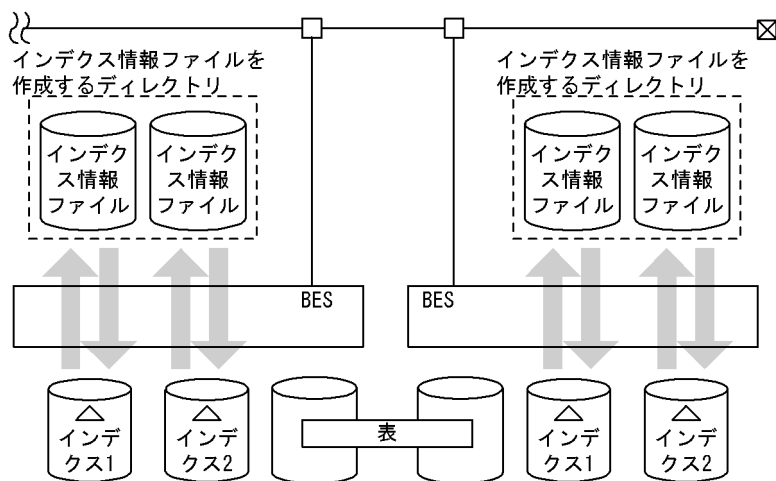 インデクス情報ファイルを
作成するディレクトリ
インデク
ス情報
ファイル
インデク
ス情報
ファイル
インデクス情報ファイルを
作成するディレクトリ
インデク
ス情報
ファイル
インデク
ス情報
ファイル
BES
BES
インデ
クス1
インデ
クス2
表
インデ
クス1
インデ
クス2